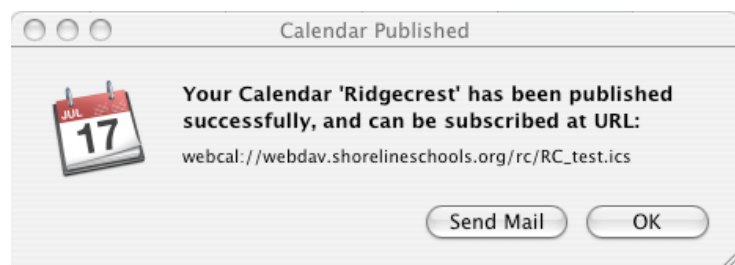 Calendar Published
JUL
17
Your Calendar 'Ridgecrest' has been published
successfully, and can be subscribed at URL:
webcal://webdav.shorelineschools.org/rc/RC_test.ics
Send Mail
OK